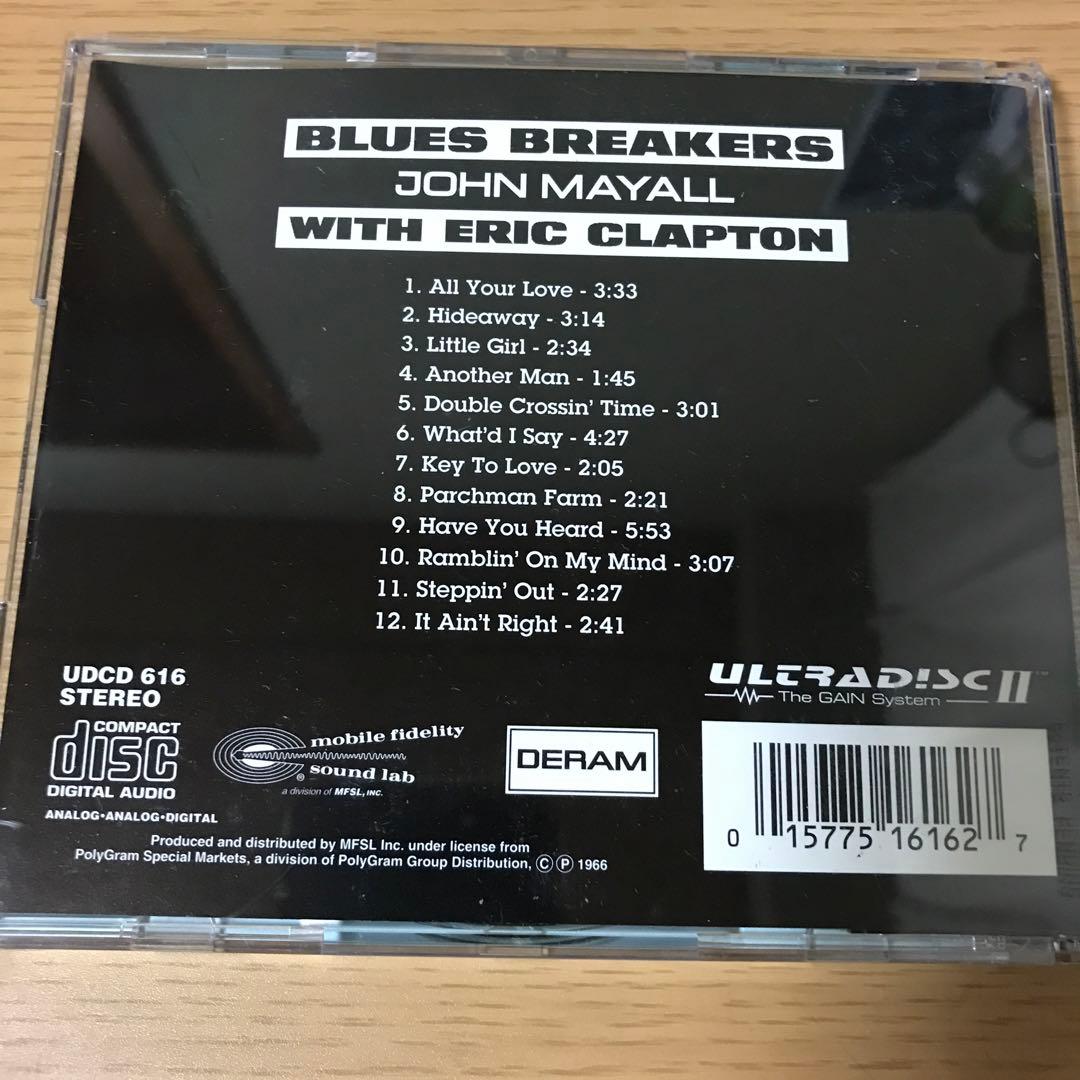 BLUES BREAKERS
JOHN MAYALL
WITH ERIC CLAPTON
1. All Your Love - 3:33
2. Hideaway - 3:14
3. Little Girl - 2:34
4. Another Man - 1:45
5. Double Crossin' Time - 3:01
6. What'd I Say - 4:27
7. Key To Love - 2:05
8. Parchman Farm - 2:21
9. Have You Heard - 5:53
10. Ramblin' On My Mind - 3:07
11. Steppin' Out - 2:27
12. It Ain't Right - 2:41
UDCD 616
STEREO
COMPACT
disc
DIGITAL AUDIO
ANALOG•ANALOG•DIGITAL
mobile fidelity
sound lab
®
a division of MFSL, INC.
DERAM
ULTRADISC II™
The GAIN System
Produced and distributed by MFSL Inc. under license from
PolyGram Special Markets, a division of PolyGram Group Distribution, Ⓒ Ⓟ 1966
0 15775 16162 7